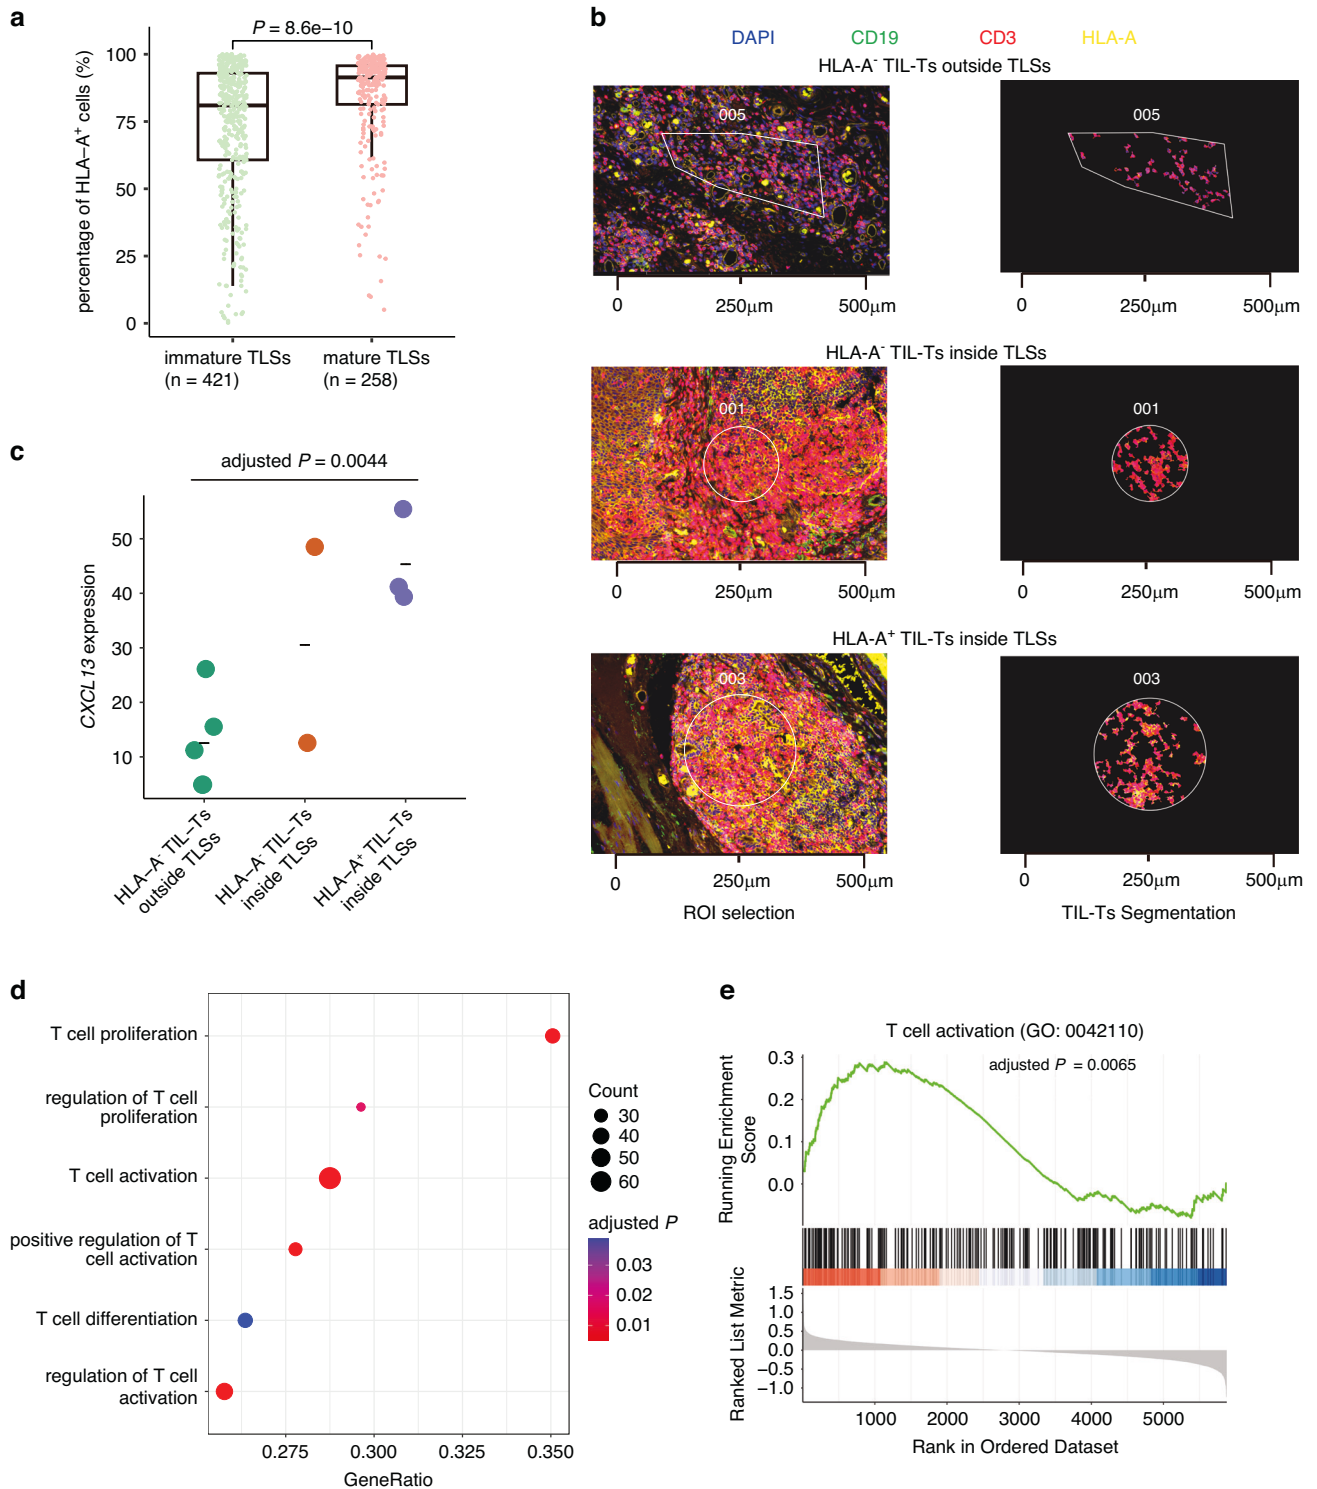 a
P = 8.6e−10
percentage of HLA−A⁺ cells (%)
100
75
50
25
0
immature TLSs
(n = 421)
mature TLSs
(n = 258)
b
DAPI CD19 CD3 HLA-A
HLA-A⁻ TIL-Ts outside TLSs
005
005
0 250μm 500μm
0 250μm 500μm
HLA-A⁻ TIL-Ts inside TLSs
001
001
0 250μm 500μm
0 250μm 500μm
HLA-A⁺ TIL-Ts inside TLSs
003
003
0 250μm 500μm
0 250μm 500μm
ROI selection
TIL-Ts Segmentation
c
adjusted P = 0.0044
CXCL13 expression
50
40
30
20
10
HLA−A⁻ TIL−Ts
outside TLSs
HLA−A⁻ TIL−Ts
inside TLSs
HLA−A⁺ TIL−Ts
inside TLSs
d
T cell proliferation
regulation of T cell
proliferation
T cell activation
positive regulation of T
cell activation
T cell differentiation
regulation of T cell
activation
0.275 0.300 0.325 0.350
GeneRatio
Count
30
40
50
60
adjusted P
0.03
0.02
0.01
e
T cell activation (GO: 0042110)
adjusted P = 0.0065
Running Enrichment
Score
0.3
0.2
0.1
0.0
Ranked List Metric
1.5
1.0
0.5
0.0
−0.5
−1.0
1000 2000 3000 4000 5000
Rank in Ordered Dataset